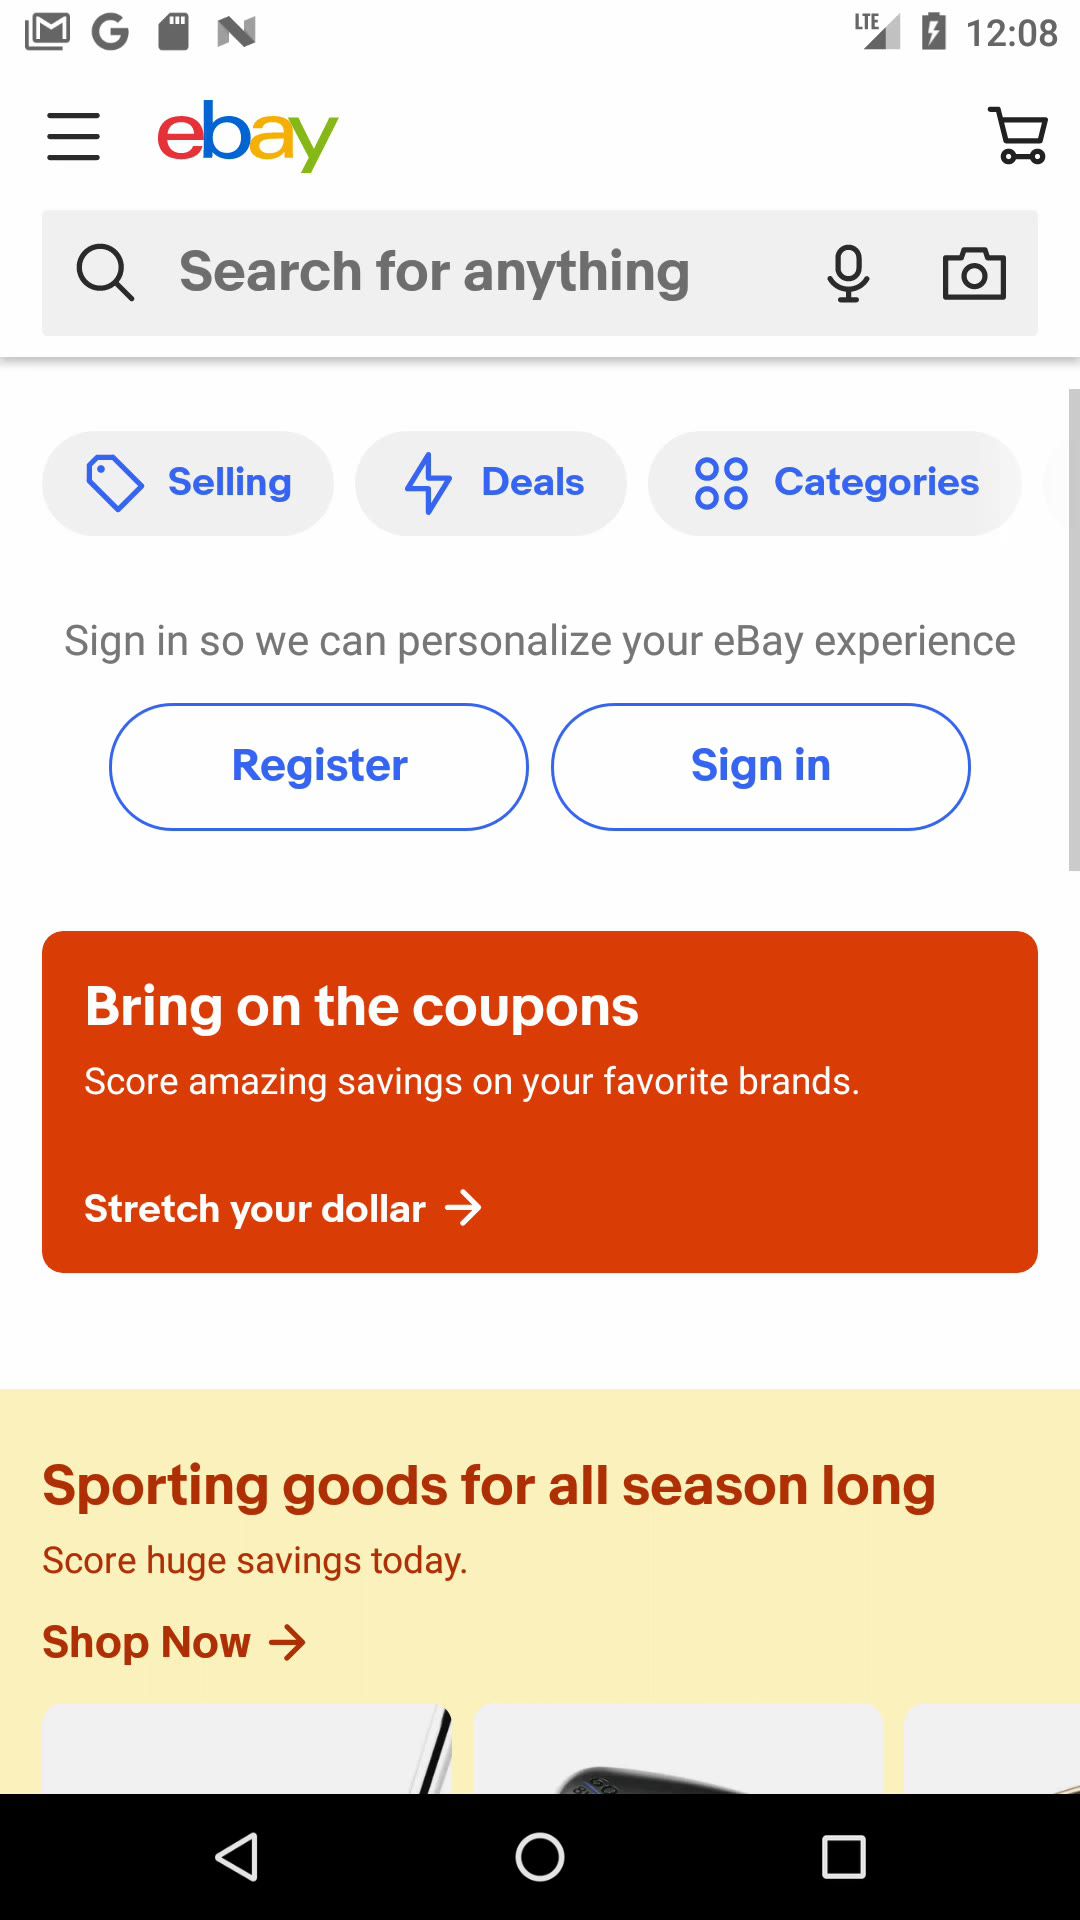 LTE 12:08
ebay
Search for anything
Selling Deals Categories
Sign in so we can personalize your eBay experience
Register Sign in
Bring on the coupons
Score amazing savings on your favorite brands.
Stretch your dollar
Sporting goods for all season long
Score huge savings today.
Shop Now